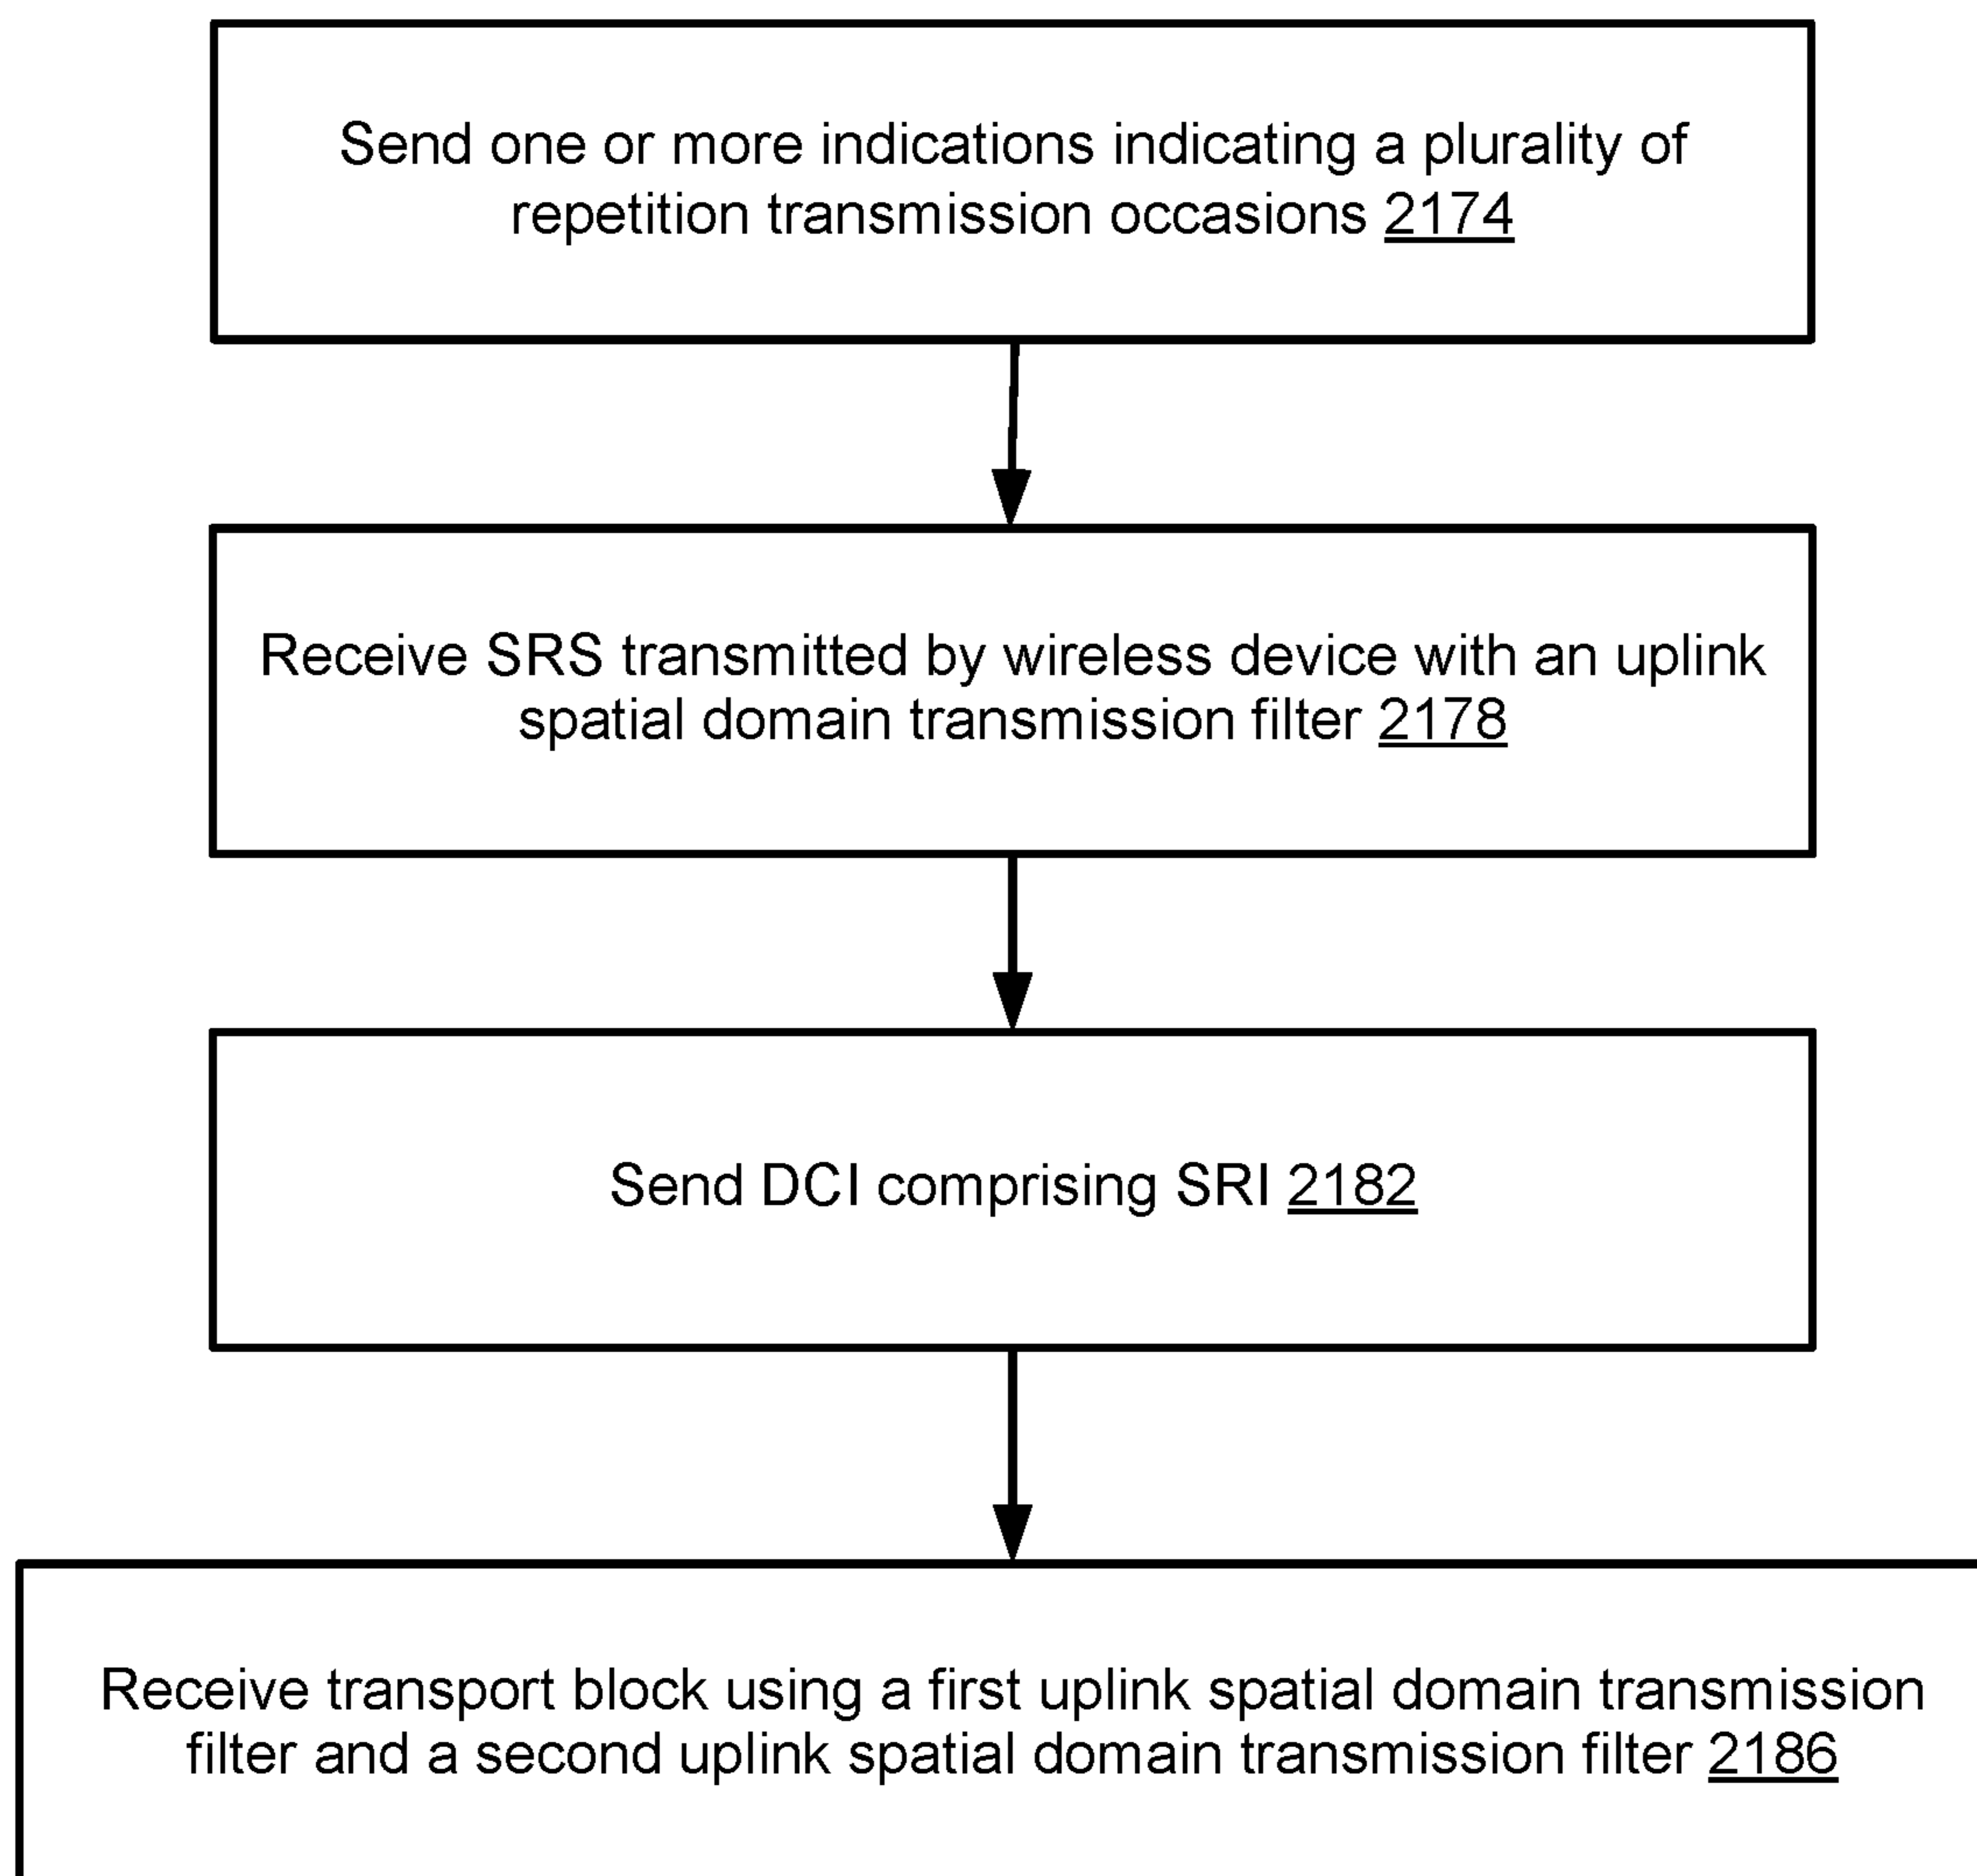 Send one or more indications indicating a plurality of
repetition transmission occasions 2174
Receive SRS transmitted by wireless device with an uplink
spatial domain transmission filter 2178
Send DCI comprising SRI 2182
Receive transport block using a first uplink spatial domain transmission
filter and a second uplink spatial domain transmission filter 2186